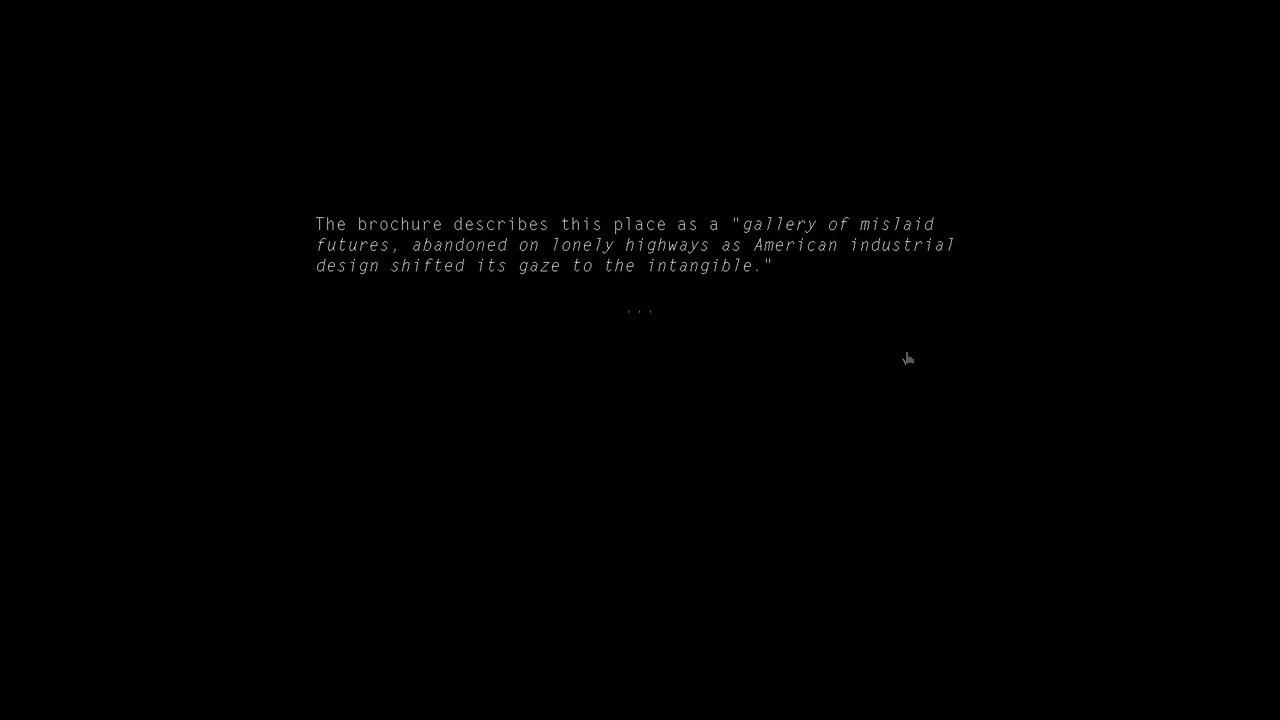 The brochure describes this place as a "gallery of mislaid
futures, abandoned on lonely highways as American industrial
design shifted its gaze to the intangible."
...